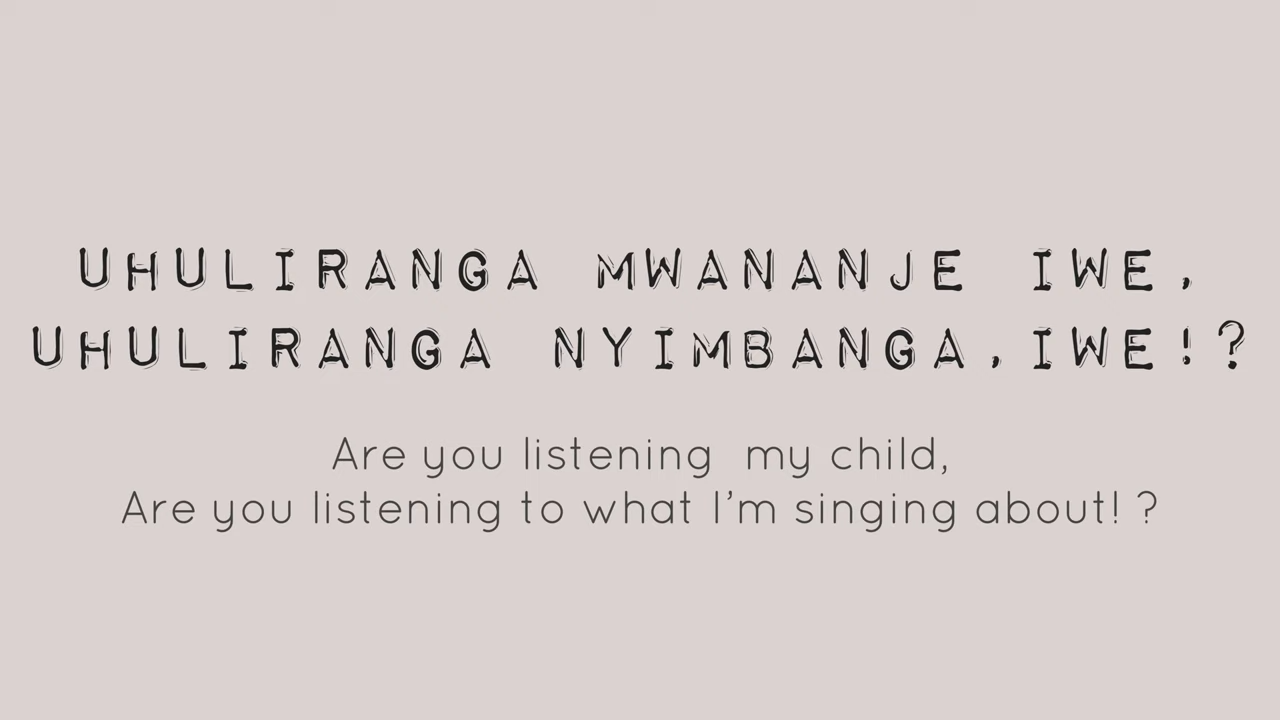 UHULIRANGA MWANANJE IWE,
UHULIRANGA NYIMBANGA,IWE!?
Are you listening  my child,
Are you listening to what I'm singing about! ?